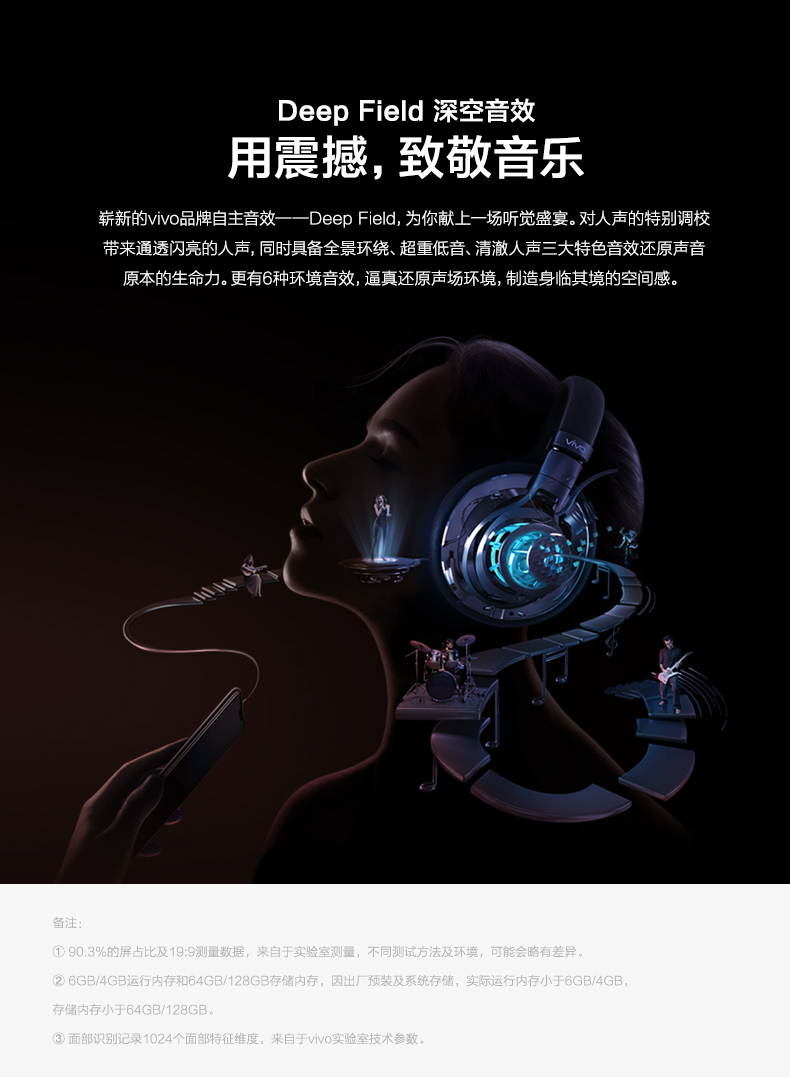 Deep Field 深空音效
用震撼，致敬音乐
崭新的vivo品牌自主音效——Deep Field，为你献上一场听觉盛宴。对人声的特别调校
带来通透闪亮的人声，同时具备全景环绕、超重低音、清澈人声三大特色音效还原声音
原本的生命力。更有6种环境音效，逼真还原声场环境，制造身临其境的空间感。
vivo
备注：
① 90.3%的屏占比及19:9测量数据，来自于实验室测量，不同测试方法及环境，可能会略有差异。
② 6GB/4GB运行内存和64GB/128GB存储内存，因出厂预装及系统存储，实际运行内存小于6GB/4GB，
存储内存小于64GB/128GB。
③ 面部识别记录1024个面部特征维度，来自于vivo实验室技术参数。